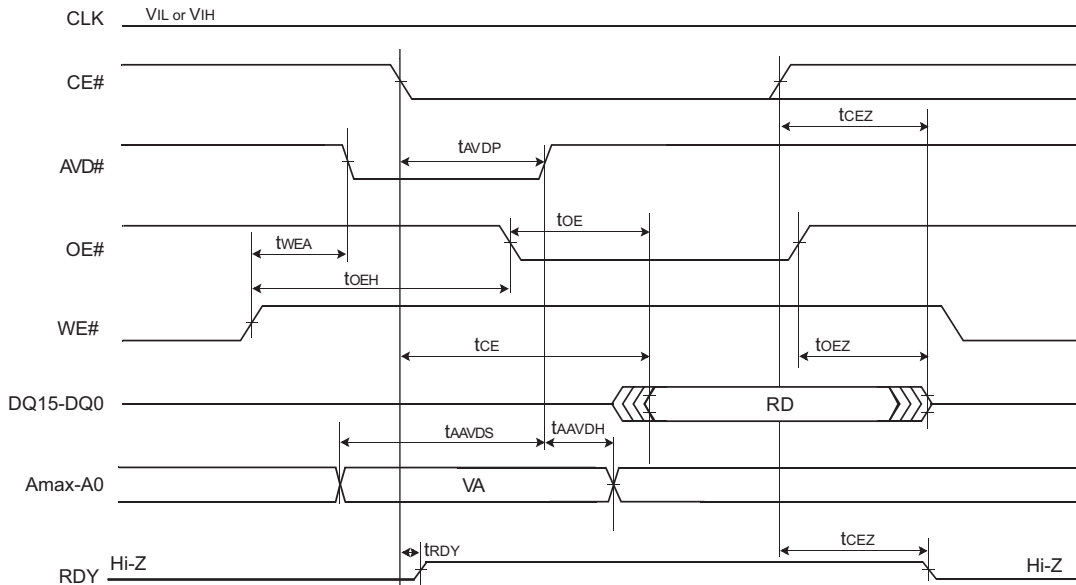 CLK VIL or VIH
CE#
tCEZ
AVD# tAVDP
OE# tWEA tOE
tOEH
WE#
tCE tOEZ
DQ15-DQ0 RD
tAAVDS tAAVDH
Amax-A0 VA
RDY Hi-Z tRDY tCEZ Hi-Z